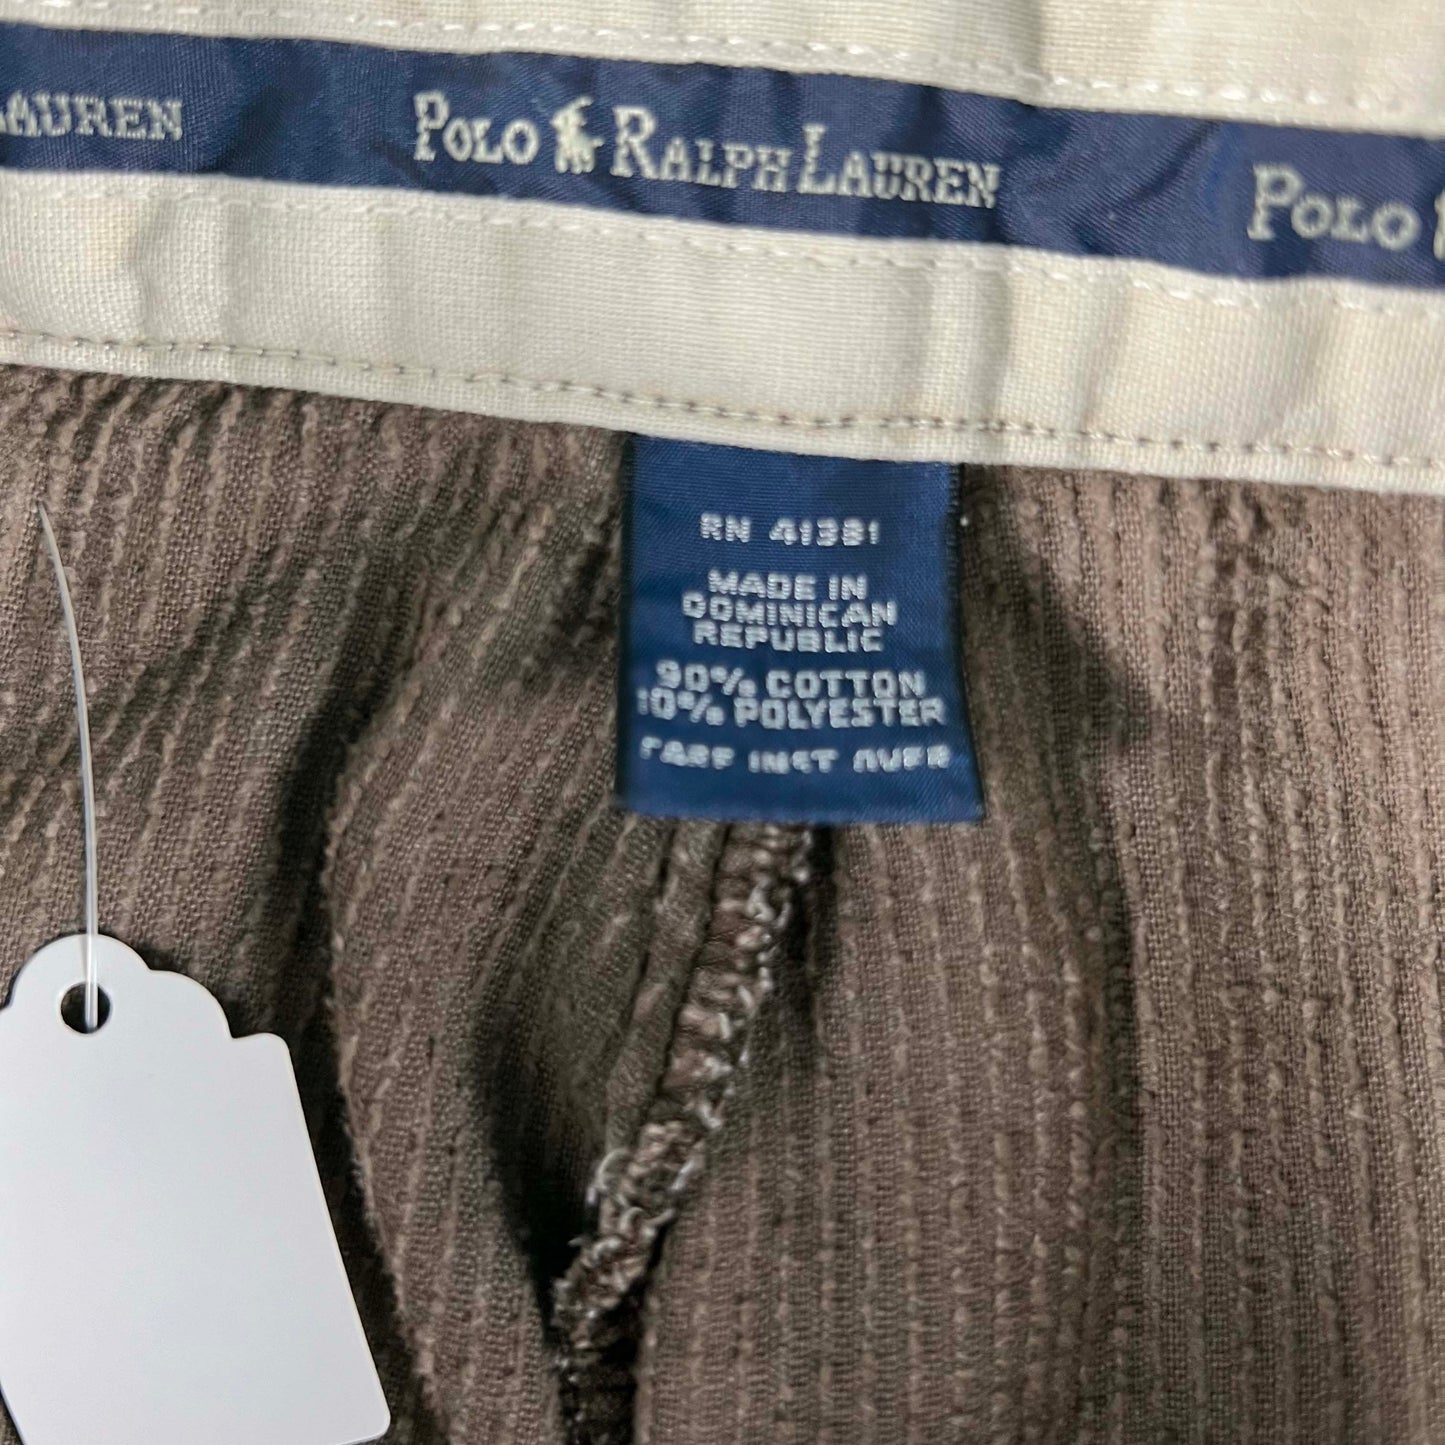 LAUREN POLO RALPH LAUREN POLO
RN 41381
MADE IN
DOMINICAN
REPUBLIC
90% COTTON
10% POLYESTER